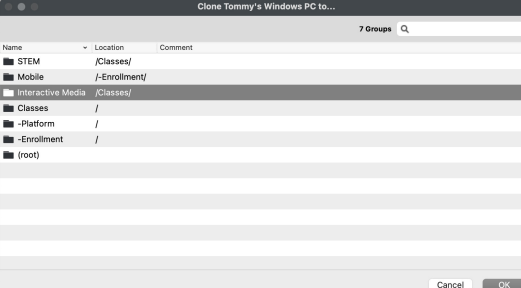 Clone Tommy's Windows PC to...
7 Groups
Name Location Comment
STEM /Classes/
Mobile /-Enrollment/
Interactive Media /Classes/
Classes /
-Platform /
-Enrollment /
(root)
Cancel OK